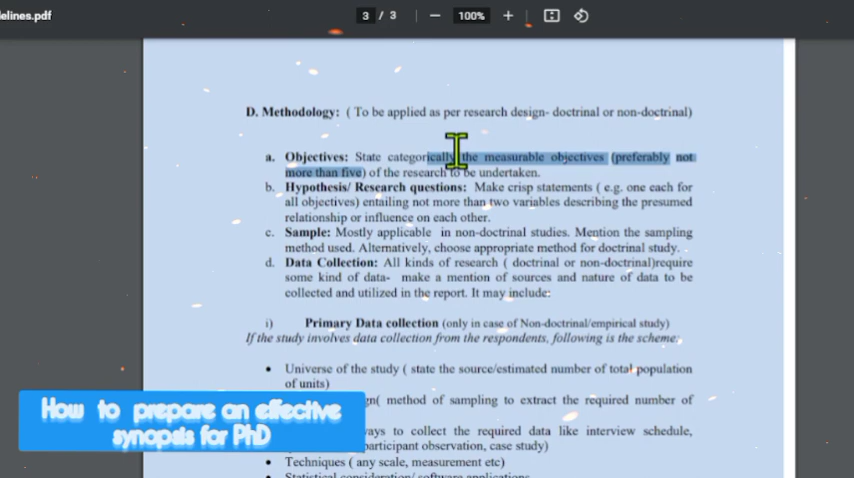 elines.pdf
3 / 3
100%
D. Methodology: ( To be applied as per research design- doctrinal or non-doctrinal)
a. Objectives: State categorically the measurable objectives (preferably not
more than five) of the research to be undertaken.
b. Hypothesis/ Research questions: Make crisp statements ( e.g. one each for
all objectives) entailing not more than two variables describing the presumed
relationship or influence on each other.
c. Sample: Mostly applicable in non-doctrinal studies. Mention the sampling
method used. Alternatively, choose appropriate method for doctrinal study.
d. Data Collection: All kinds of research ( doctrinal or non-doctrinal)require
some kind of data- make a mention of sources and nature of data to be
collected and utilized in the report. It may include:
i) Primary Data collection (only in case of Non-doctrinal/empirical study)
If the study involves data collection from the respondents, following is the scheme:
• Universe of the study ( state the source/estimated number of total population
of units)
gn( method of sampling to extract the required number of
ways to collect the required data like interview schedule,
participant observation, case study)
• Techniques ( any scale, measurement etc)
• Statistical consideration/ software applications
How to prepare an effective
synopsis for PhD